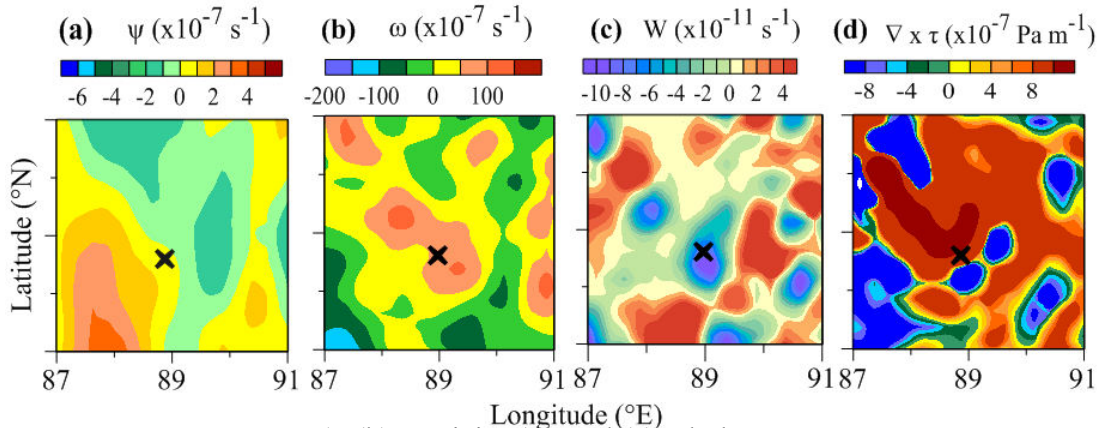 (a) ψ (x10⁻⁷ s⁻¹)
-6 -4 -2 0 2 4
(b) ω (x10⁻⁷ s⁻¹)
-200 -100 0 100
(c) W (x10⁻¹¹ s⁻¹)
-10 -8 -6 -4 -2 0 2 4
(d) ∇ x τ (x10⁻⁷ Pa m⁻¹)
-8 -4 0 4 8
Latitude (°N)
87 89 91
87 89 91
87 89 91
87 89 91
Longitude (°E)